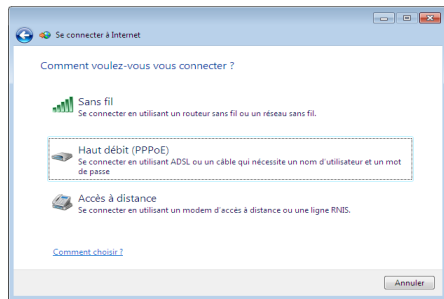 Se connecter à Internet
Comment voulez-vous vous connecter ?
Sans fil
Se connecter en utilisant un routeur sans fil ou un réseau sans fil.
Haut débit (PPPoE)
Se connecter en utilisant ADSL ou un câble qui nécessite un nom d'utilisateur et un mot
de passe
Accès à distance
Se connecter en utilisant un modem d'accès à distance ou une ligne RNIS.
Comment choisir ?
Annuler